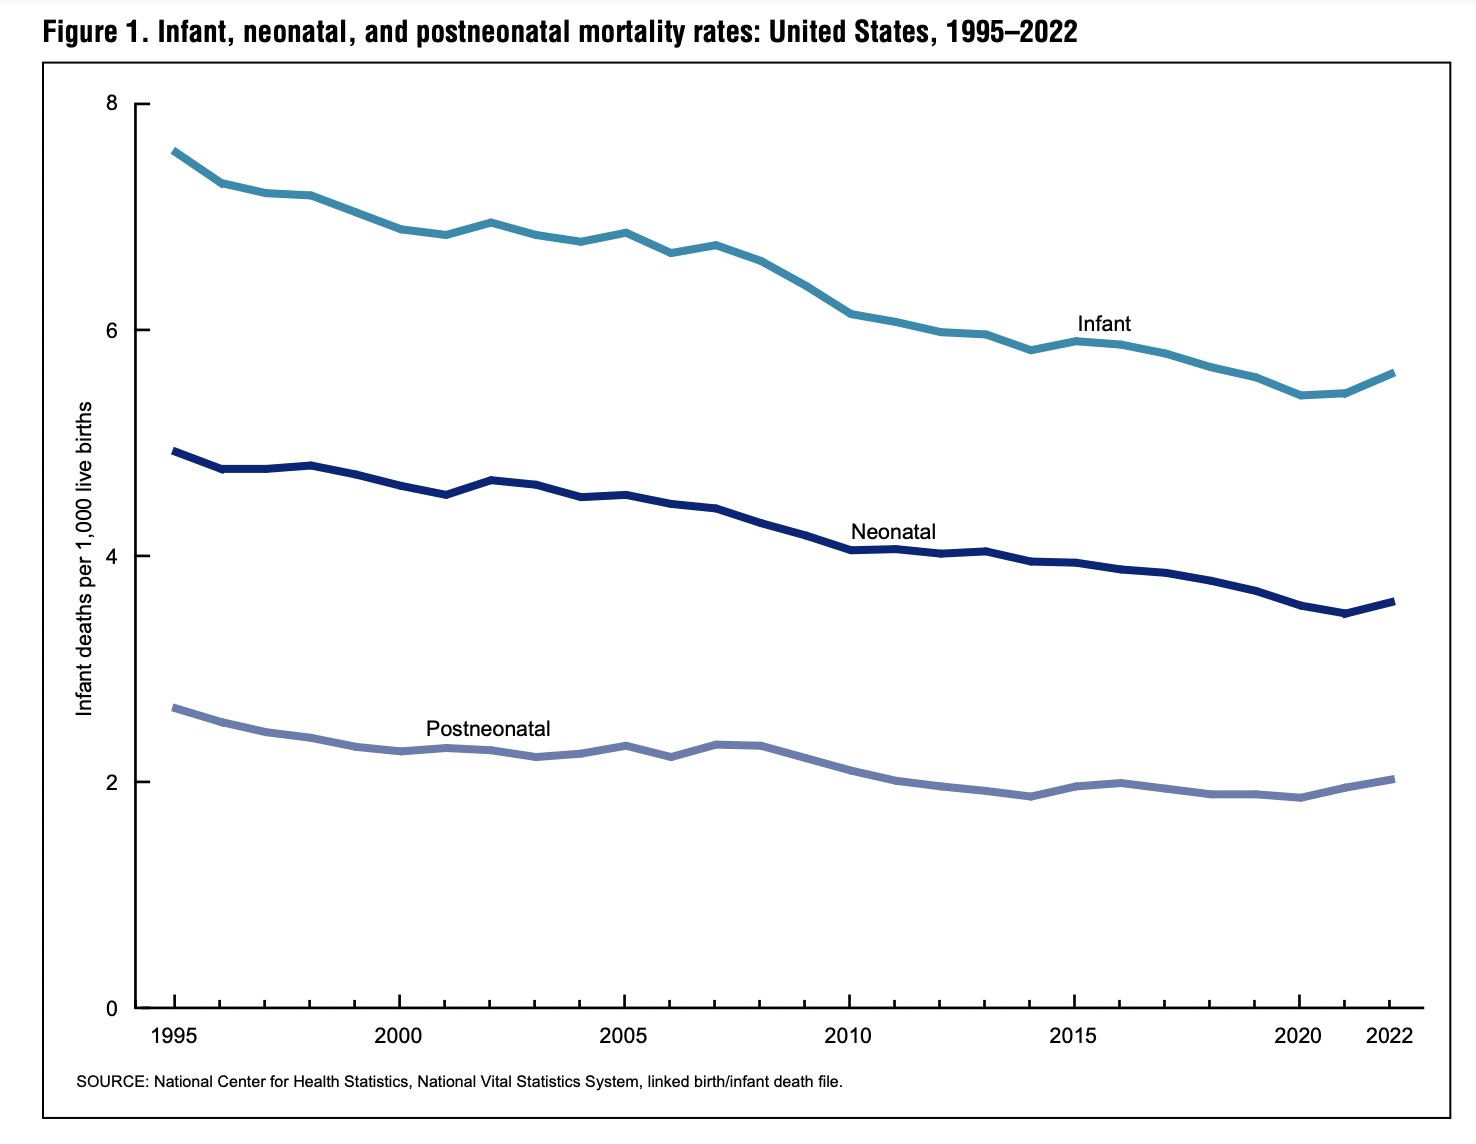 Figure 1. Infant, neonatal, and postneonatal mortality rates: United States, 1995–2022
8
6
4
2
0
Infant deaths per 1,000 live births
Infant
Neonatal
Postneonatal
1995 2000 2005 2010 2015 2020 2022
SOURCE: National Center for Health Statistics, National Vital Statistics System, linked birth/infant death file.